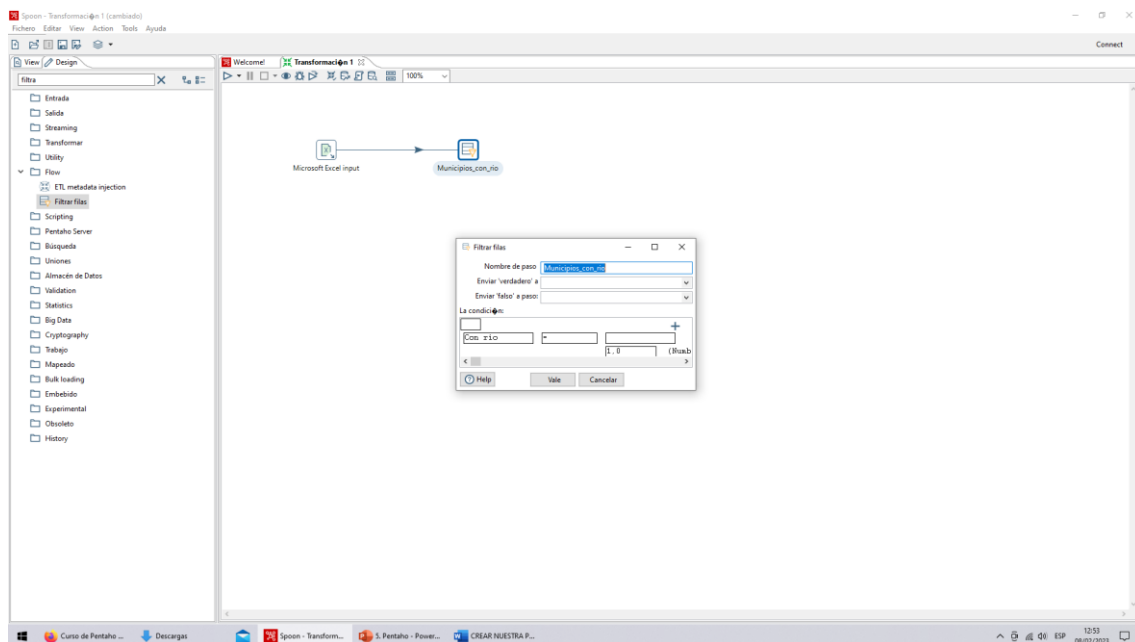 Spoon - Transformaci�n 1 (cambiado)
Fichero Editar View Action Tools Ayuda
Connect
View Design
Welcome! Transformaci�n 1
filtra
100%
Entrada
Salida
Streaming
Transformar
Utility
Flow
ETL metadata injection
Filtrar filas
Scripting
Pentaho Server
Búsqueda
Uniones
Almacén de Datos
Validation
Statistics
Big Data
Cryptography
Trabajo
Mapeado
Bulk loading
Embebido
Experimental
Obsoleto
History
Microsoft Excel input
Municipios_con_rio
Filtrar filas
Nombre de paso Municipios_con_rio
Enviar 'verdadero' a
Enviar 'falso' a paso:
La condici�n:
Con rio =
1.0 (Numb
Help Vale Cancelar
Curso de Pentaho ... Descargas Spoon - Transform... S. Pentaho - Power... CREAR NUESTRA P... ESP 12:53
08/02/2023